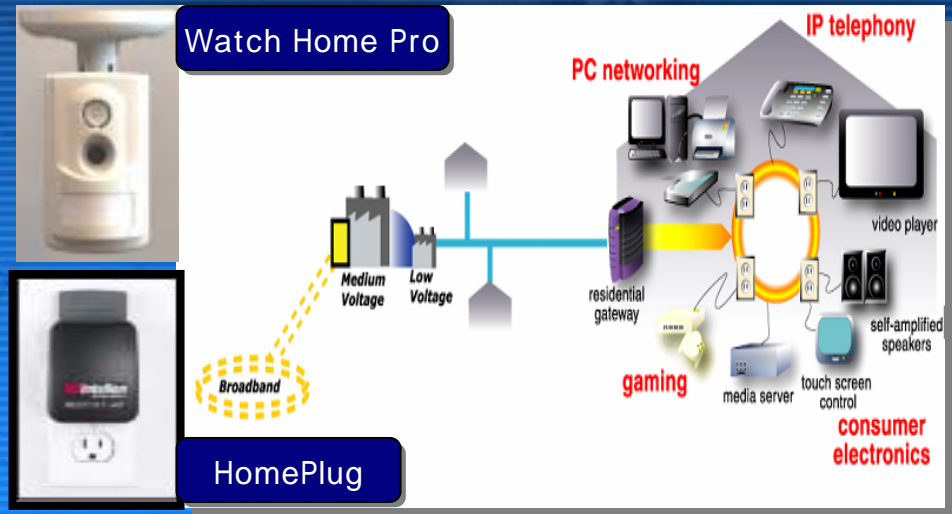 Watch Home Pro
IP telephony
PC networking
video player
Medium
Voltage
Low
Voltage
residential
gateway
self-amplified
speakers
Broadband
gaming
media server
touch screen
control
consumer
electronics
HomePlug